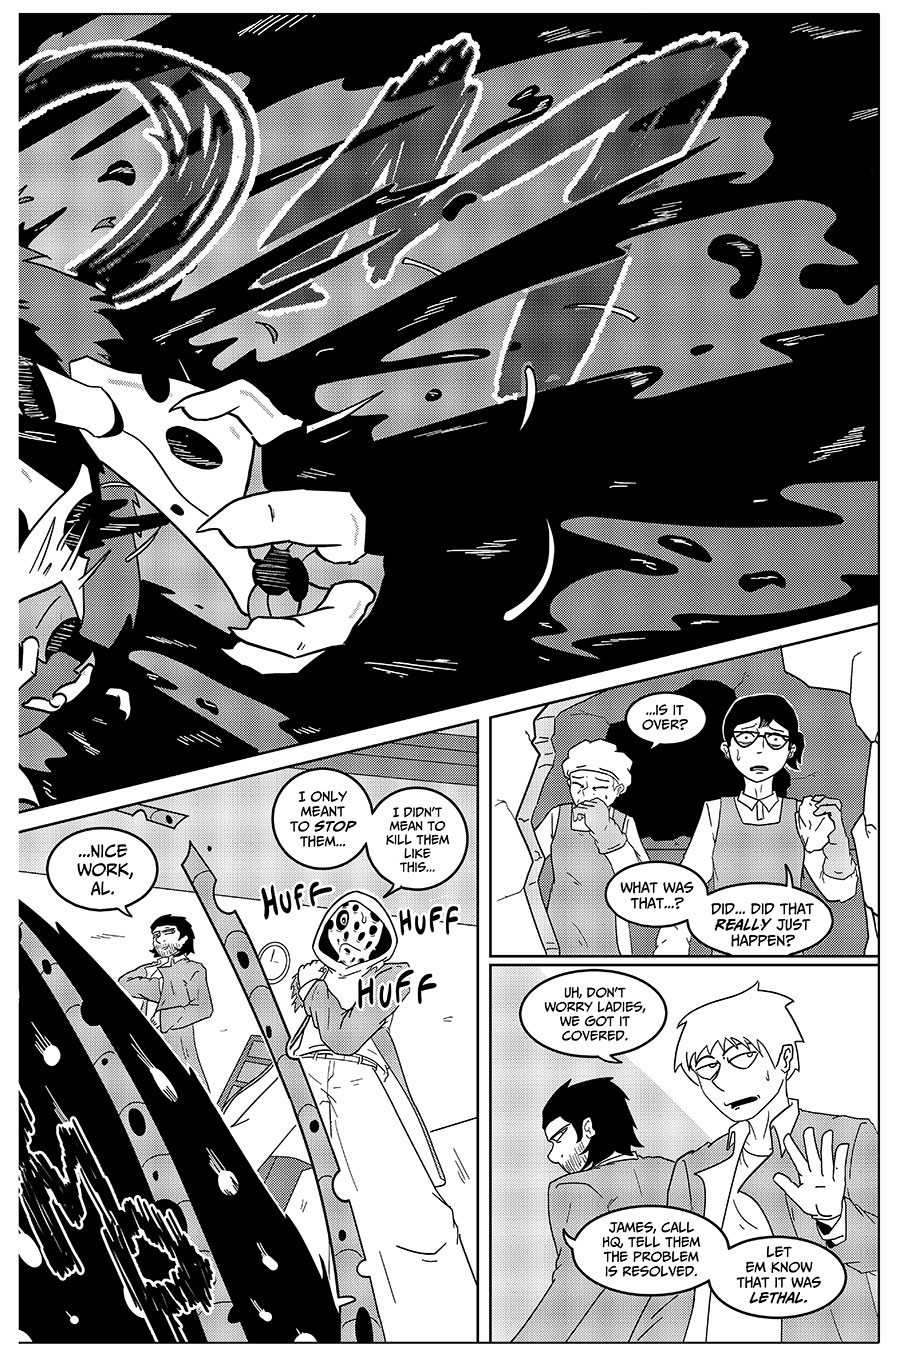 ...IS IT
OVER?
WHAT WAS
THAT...?
DID... DID THAT
REALLY JUST
HAPPEN?
...NICE
WORK,
AL.
I ONLY
MEANT
TO STOP
THEM...
I DIDN'T
MEAN TO
KILL THEM
LIKE
THIS...
HUFF
HUFF
HUFF
UH, DON'T
WORRY LADIES,
WE GOT IT
COVERED.
JAMES, CALL
HQ, TELL THEM
THE PROBLEM
IS RESOLVED.
LET
EM KNOW
THAT IT WAS
LETHAL.